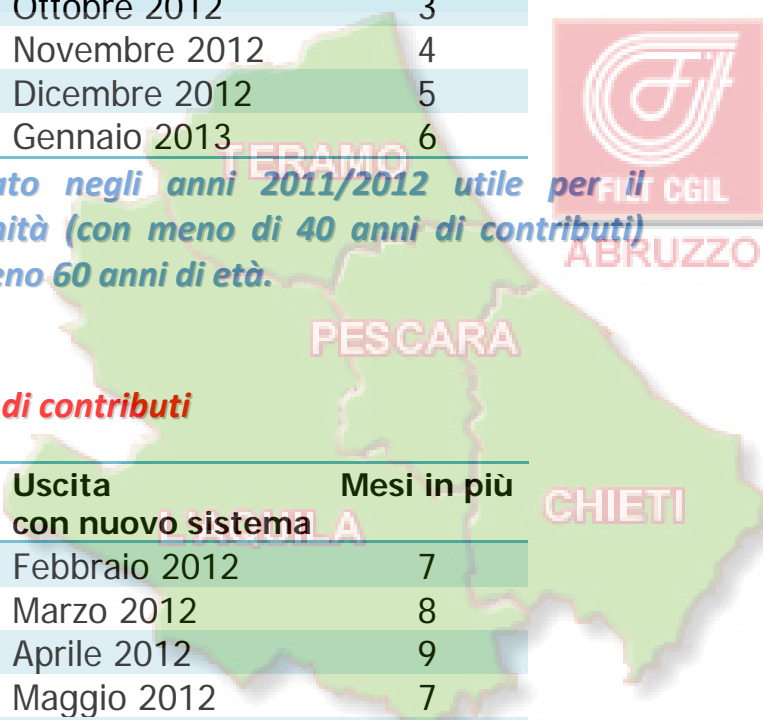 Ottobre 2012 3
Novembre 2012 4
Dicembre 2012 5
Gennaio 2013 6
TERAMO
negli anni 2011/2012 utile per il
FILT CGIL
(con meno di 40 anni di contributi)
ABRUZZO
60 anni di età.
PESCARA
di contributi
Uscita Mesi in più
con nuovo sistema
CHIETI
L'AQUILA
Febbraio 2012 7
Marzo 2012 8
Aprile 2012 9
Maggio 2012 7